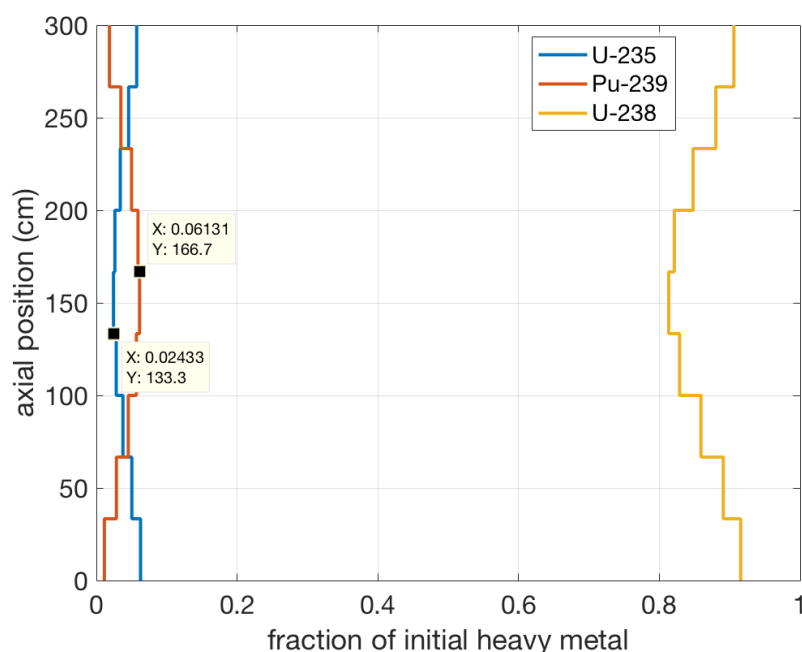 300
250
200
150
100
50
0
axial position (cm)
U-235
Pu-239
U-238
X: 0.06131
Y: 166.7
X: 0.02433
Y: 133.3
0 0.2 0.4 0.6 0.8 1
fraction of initial heavy metal